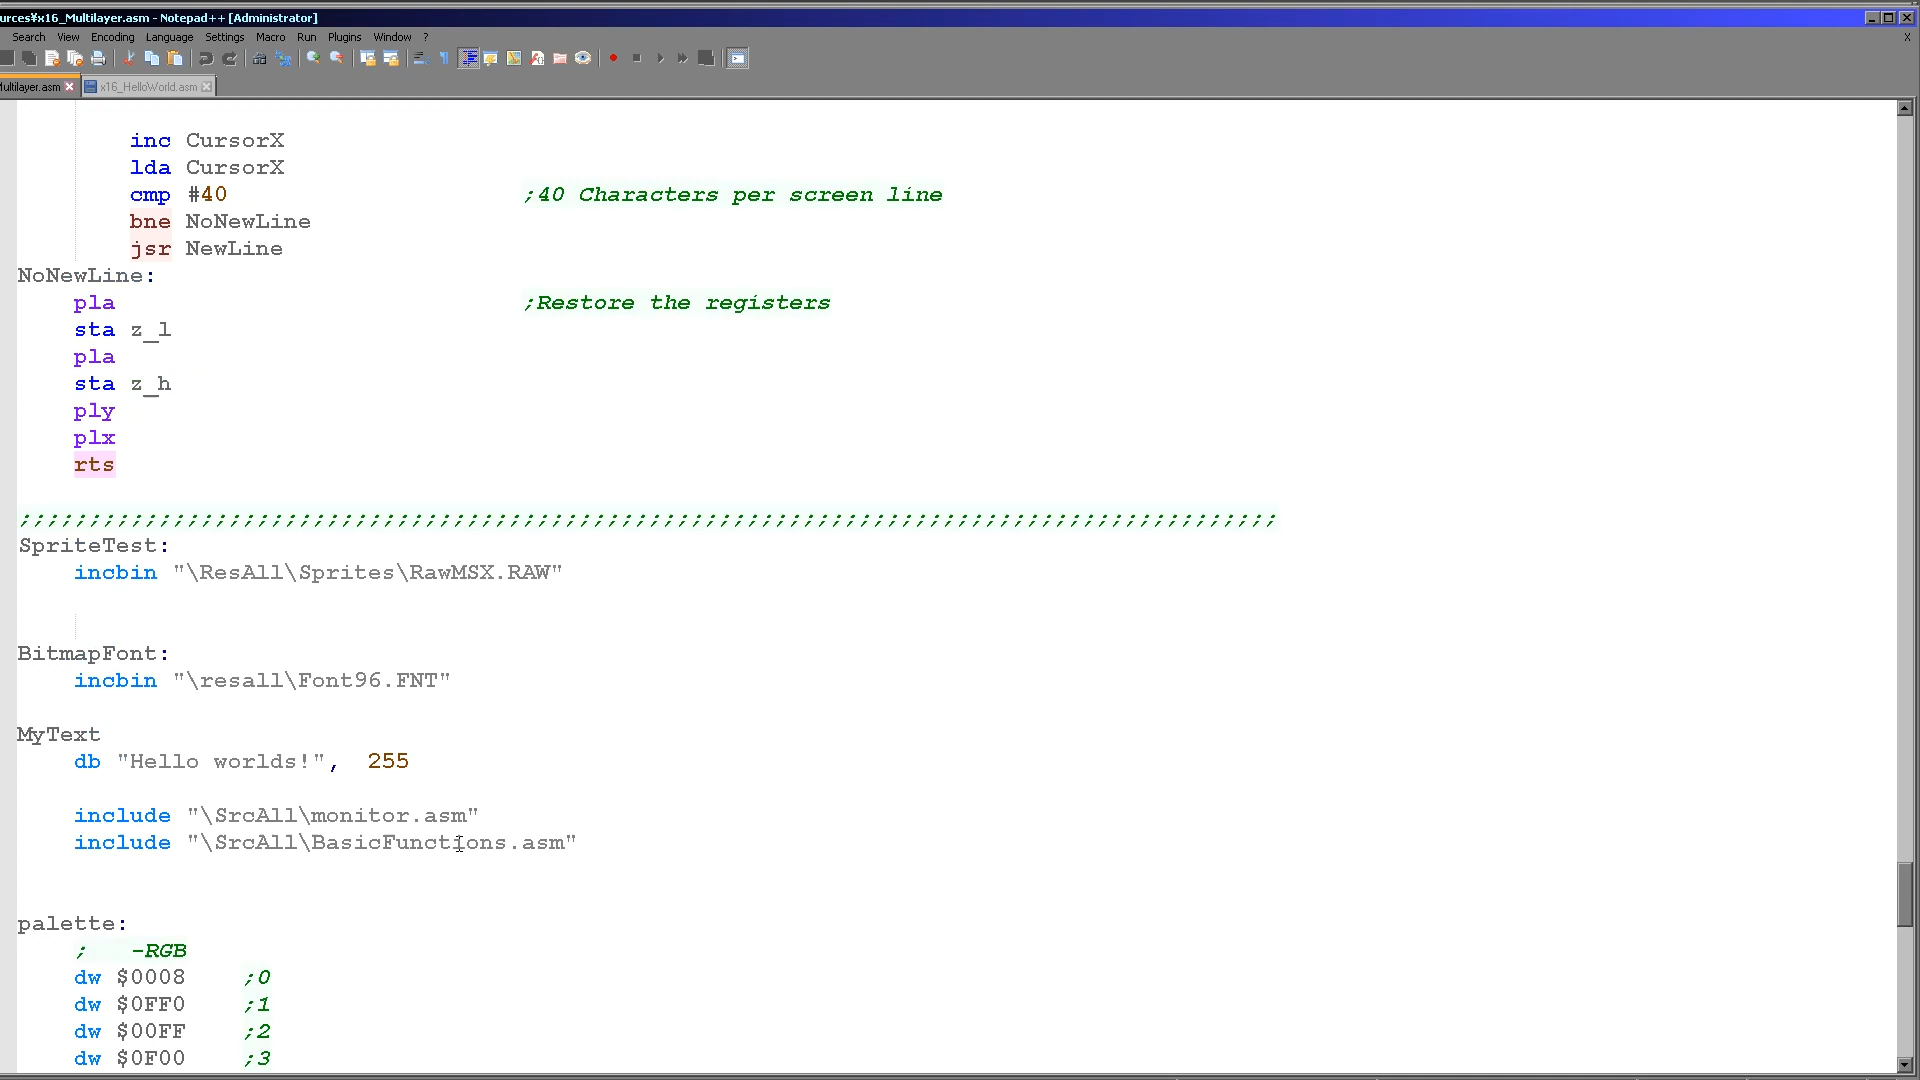 urces¥x16_Multilayer.asm - Notepad++ [Administrator]
Search View Encoding Language Settings Macro Run Plugins Window ? X
ultilayer.asm x16_HelloWorld.asm
inc CursorX
lda CursorX
cmp #40 ;40 Characters per screen line
bne NoNewLine
jsr NewLine
NoNewLine:
pla ;Restore the registers
sta z_l
pla
sta z_h
ply
plx
rts
;;;;;;;;;;;;;;;;;;;;;;;;;;;;;;;;;;;;;;;;;;;;;;;;;;;;;;;;;;;;;;;;;;;;;;;;;;;;;;;;;;;;;;;;;;
SpriteTest:
incbin "\ResAll\Sprites\RawMSX.RAW"
BitmapFont:
incbin "\resall\Font96.FNT"
MyText
db "Hello worlds!", 255
include "\SrcAll\monitor.asm"
include "\SrcAll\BasicFunctions.asm"
palette:
; -RGB
dw $0008 ;0
dw $0FF0 ;1
dw $00FF ;2
dw $0F00 ;3